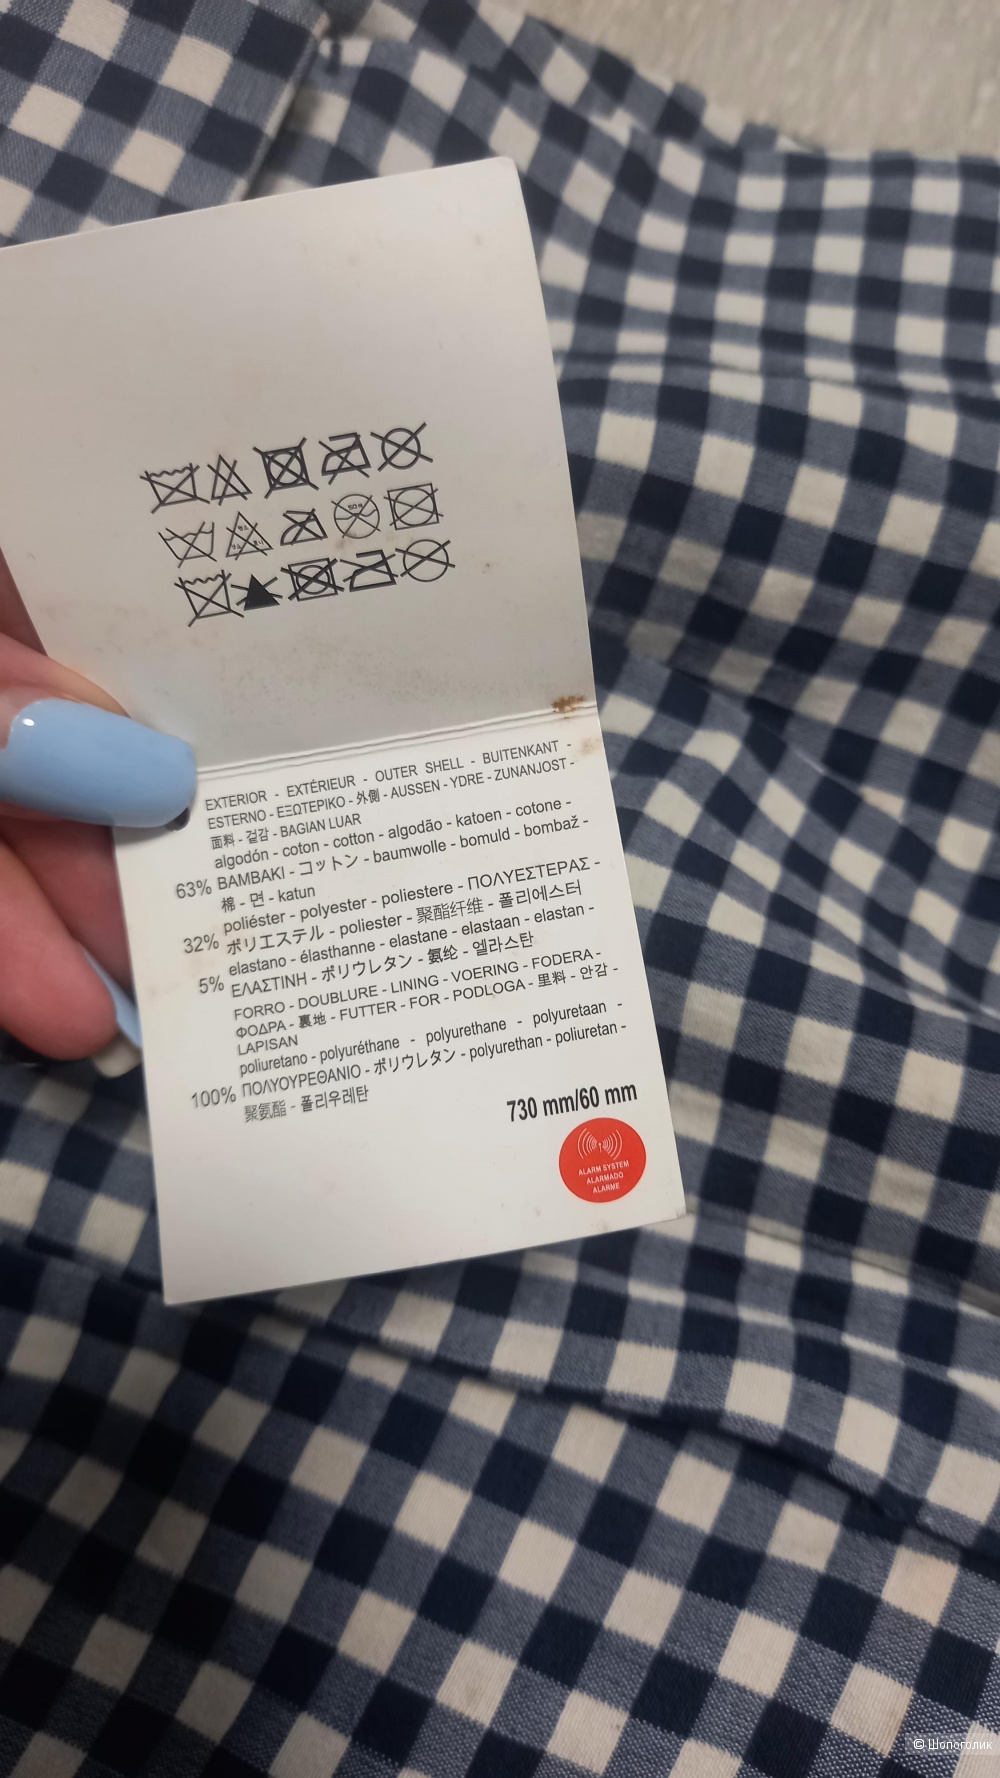 EXTERIOR - EXTÉRIEUR - OUTER SHELL - BUITENKANT -
ESTERNO - ΕΞΩΤΕΡΙΚΟ - 外側 - AUSSEN - YDRE - ZUNANJOST -
面料 - 겉감 - BAGIAN LUAR
algodón - coton - cotton - algodão - katoen - cotone -
63% BAMBAKI - コットン - baumwolle - bomuld - bombaž -
棉 - 면 - katun
poliéster - polyester - poliestere - ΠΟΛΥΕΣΤΕΡΑΣ -
32% ポリエステル - poliester - 聚酯纤维 - 폴리에스터
elastano - élasthanne - elastane - elastaan - elastan -
5% ΕΛΑΣΤΙΝΗ - ポリウレタン - 氨纶 - 엘라스탄
FORRO - DOUBLURE - LINING - VOERING - FODERA -
ΦΟΔΡΑ - 裏地 - FUTTER - FOR - PODLOGA - 里料 - 안감 -
LAPISAN
poliuretano - polyuréthane - polyurethane - polyuretaan -
100% ΠΟΛΥΟΥΡΕΘΑΝΙΟ - ポリウレタン - polyurethan - poliuretan -
聚氨酯 - 폴리우레탄
730 mm/60 mm
ALARM SYSTEM
ALARMADO
ALARME
© Шопоголик